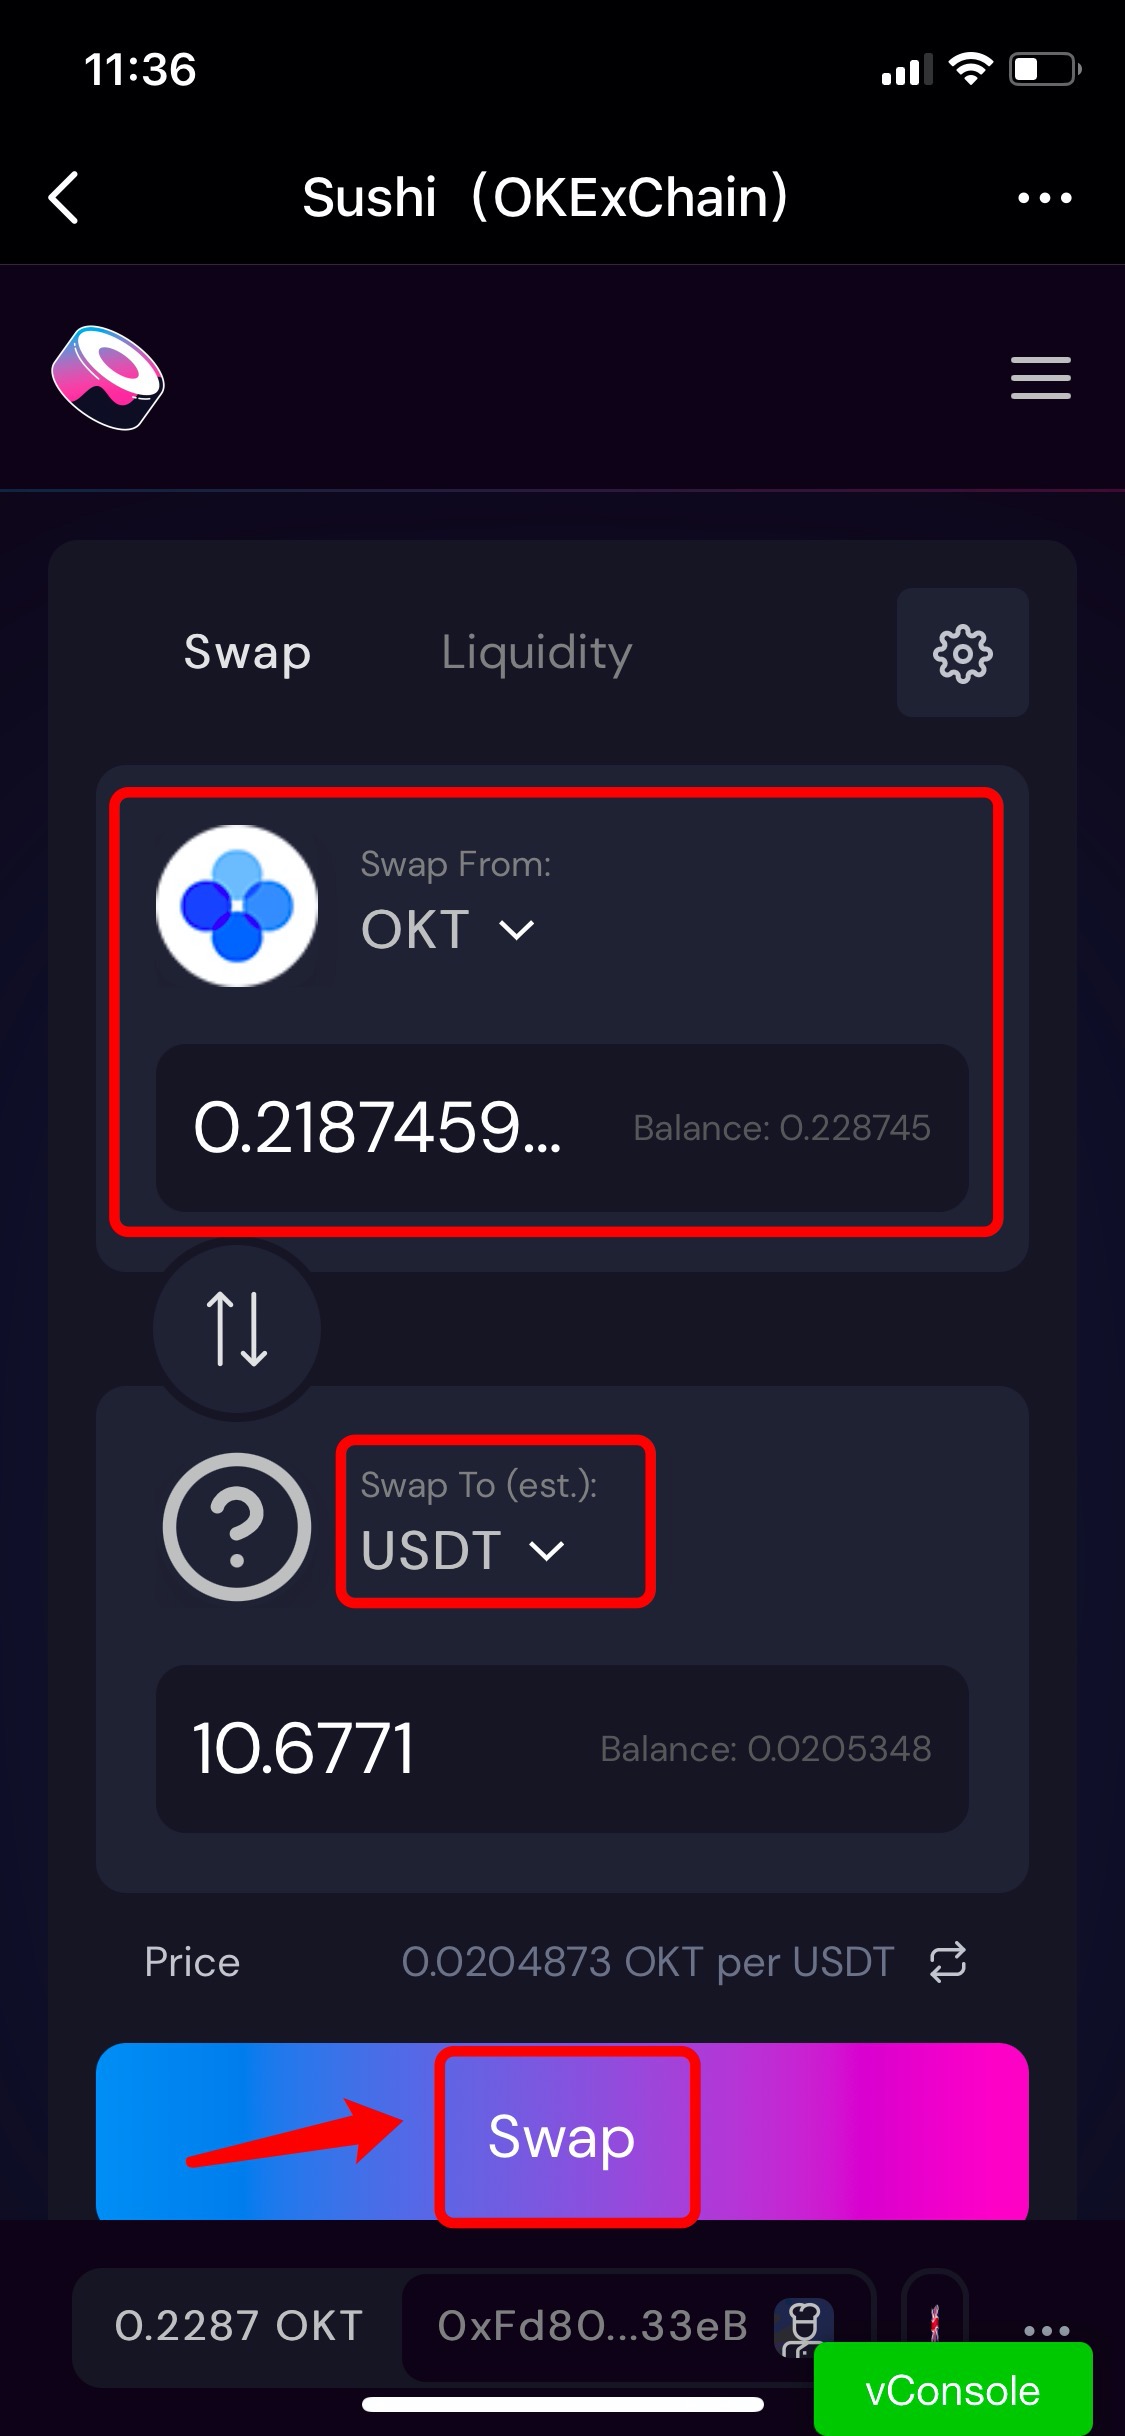 11:36
Sushi（OKExChain）
Swap Liquidity
Swap From:
OKT
0.2187459... Balance: 0.228745
Swap To (est.):
USDT
10.6771 Balance: 0.0205348
Price 0.0204873 OKT per USDT
Swap
0.2287 OKT 0xFd80...33eB
vConsole